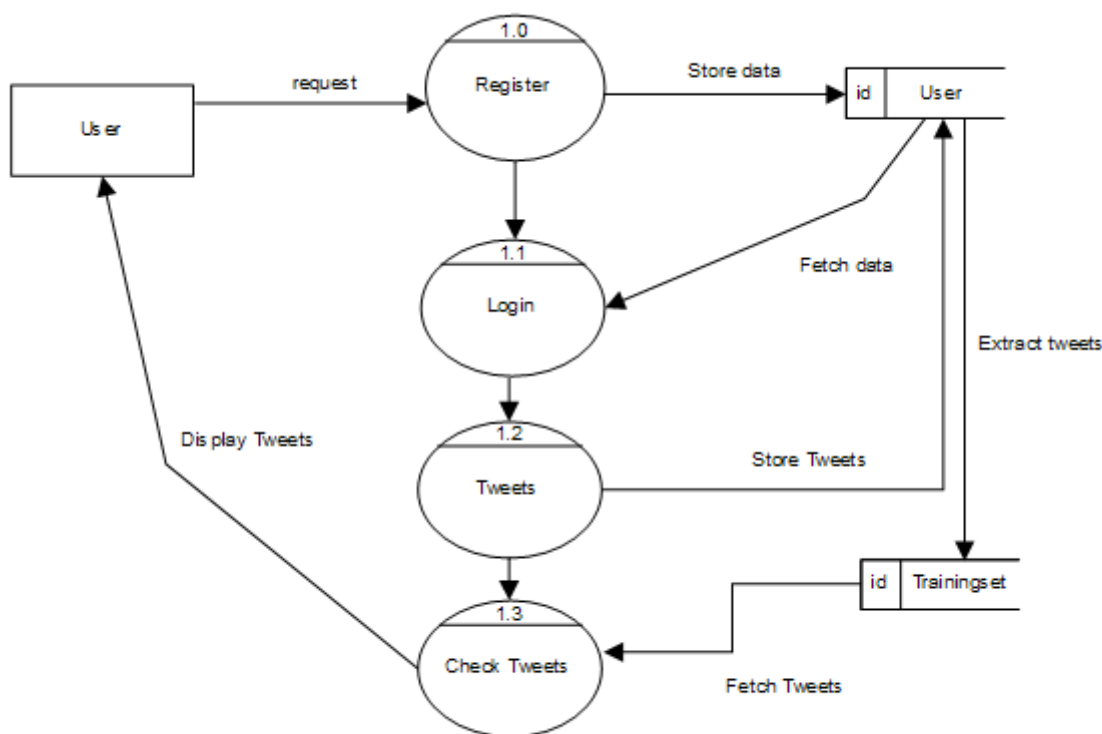 1.0
Register
request
Store data
id
User
User
1.1
Login
Fetch data
Extract tweets
1.2
Tweets
Display Tweets
Store Tweets
id
Trainingset
1.3
Check Tweets
Fetch Tweets